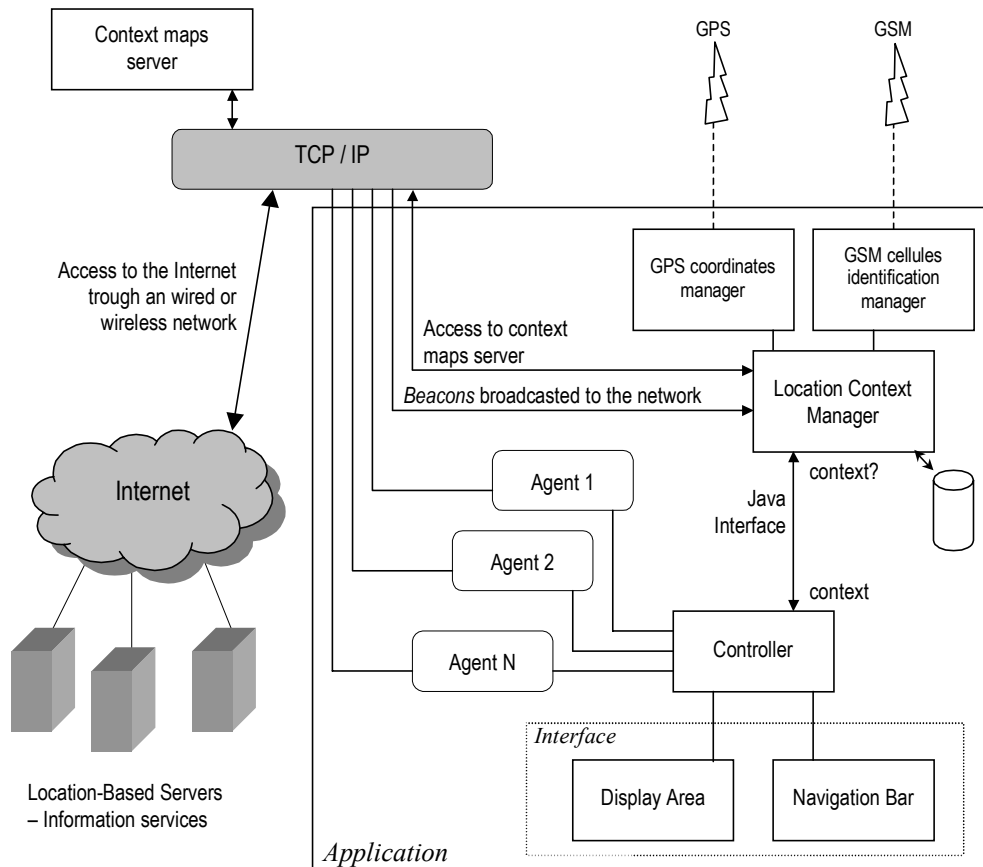 Context maps
server
GPS
GSM
TCP / IP
Access to the Internet
trough an wired or
wireless network
GPS coordinates
manager
GSM cellules
identification
manager
Access to context
maps server
Beacons broadcasted to the network
Location Context
Manager
Internet
Agent 1
Java
Interface
context?
Agent 2
context
Agent N
Controller
Interface
Display Area
Navigation Bar
Location-Based Servers
– Information services
Application